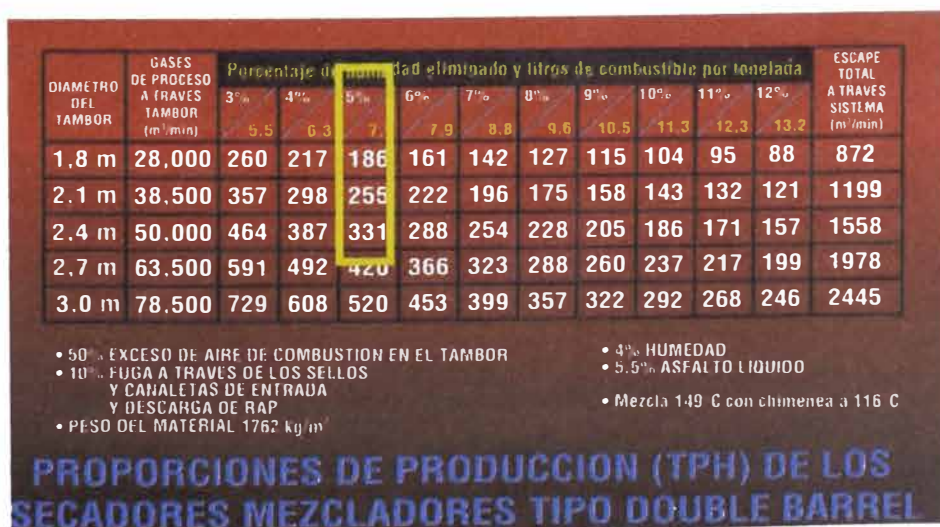 DIAMETRO DEL TAMBOR
GASES DE PROCESO A TRAVES TAMBOR (m³/min)
Porcentaje de dad eliminado y litros de combustible por tonelada
ESCAPE TOTAL A TRAVES SISTEMA (m³/min)
3% 4% 5% 6% 7% 8% 9% 10% 11% 12%
5.5 6.3 7. 7.9 8.8 9.6 10.5 11.3 12.3 13.2
1,8 m 28,000 260 217 186 161 142 127 115 104 95 88 872
2.1 m 38,500 357 298 255 222 196 175 158 143 132 121 1199
2.4 m 50.000 464 387 331 288 254 228 205 186 171 157 1558
2,7 m 63.500 591 492 420 366 323 288 260 237 217 199 1978
3.0 m 78,500 729 608 520 453 399 357 322 292 268 246 2445
• 50% EXCESO DE AIRE DE COMBUSTION EN EL TAMBOR
• 10% FUGA A TRAVES DE LOS SELLOS
Y CANALETAS DE ENTRADA
Y DESCARGA DE RAP
• PESO DEL MATERIAL 1762 kg/m³
• 4% HUMEDAD
• 5.5% ASFALTO LIQUIDO
• Mezcla 149 C con chimenea a 116 C
PROPORCIONES DE PRODUCCION (TPH) DE LOS
SECADORES MEZCLADORES TIPO DOUBLE BARREL